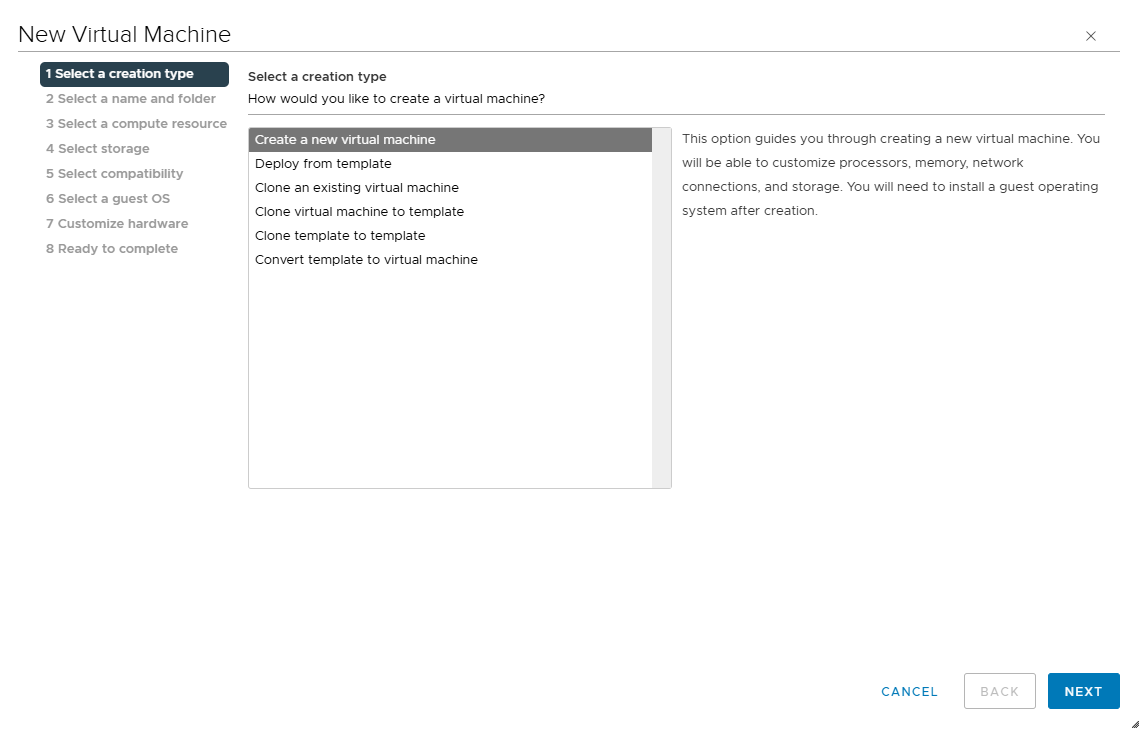 New Virtual Machine
1 Select a creation type
2 Select a name and folder
3 Select a compute resource
4 Select storage
5 Select compatibility
6 Select a guest OS
7 Customize hardware
8 Ready to complete
Select a creation type
How would you like to create a virtual machine?
Create a new virtual machine
Deploy from template
Clone an existing virtual machine
Clone virtual machine to template
Clone template to template
Convert template to virtual machine
This option guides you through creating a new virtual machine. You
will be able to customize processors, memory, network
connections, and storage. You will need to install a guest operating
system after creation.
CANCEL
BACK
NEXT